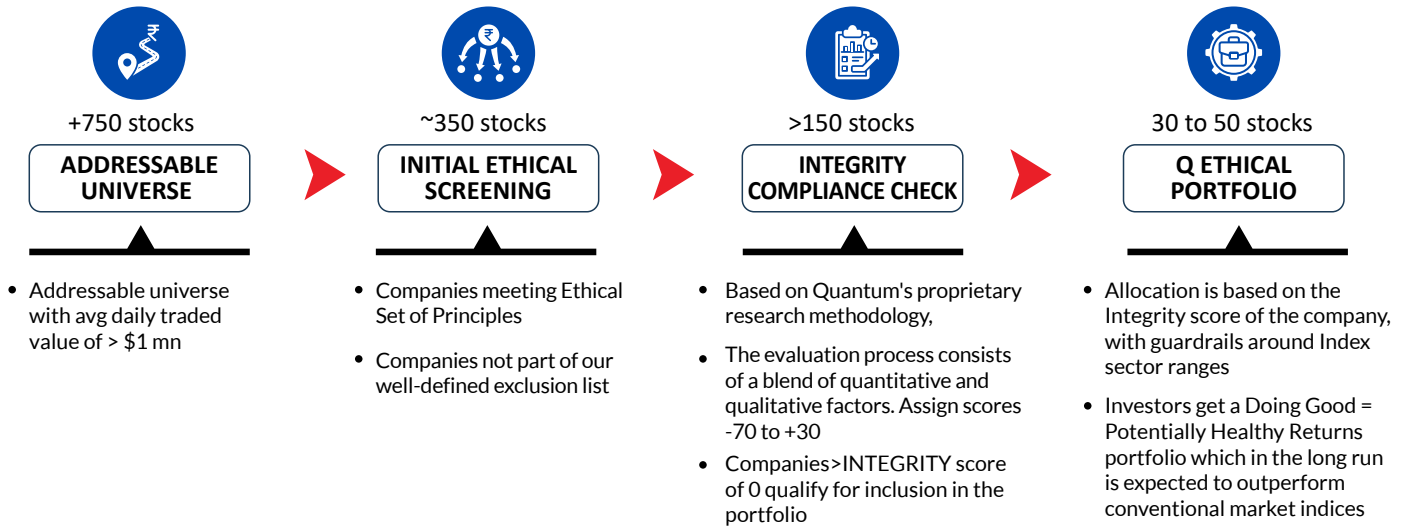 ₹
+750 stocks
ADDRESSABLE
UNIVERSE
• Addressable universe
with avg daily traded
value of > $1 mn
₹
~350 stocks
INITIAL ETHICAL
SCREENING
• Companies meeting Ethical
Set of Principles
• Companies not part of our
well-defined exclusion list
>150 stocks
INTEGRITY
COMPLIANCE CHECK
• Based on Quantum's proprietary
research methodology,
• The evaluation process consists
of a blend of quantitative and
qualitative factors. Assign scores
-70 to +30
• Companies>INTEGRITY score
of 0 qualify for inclusion in the
portfolio
30 to 50 stocks
Q ETHICAL
PORTFOLIO
• Allocation is based on the
Integrity score of the company,
with guardrails around Index
sector ranges
• Investors get a Doing Good =
Potentially Healthy Returns
portfolio which in the long run
is expected to outperform
conventional market indices